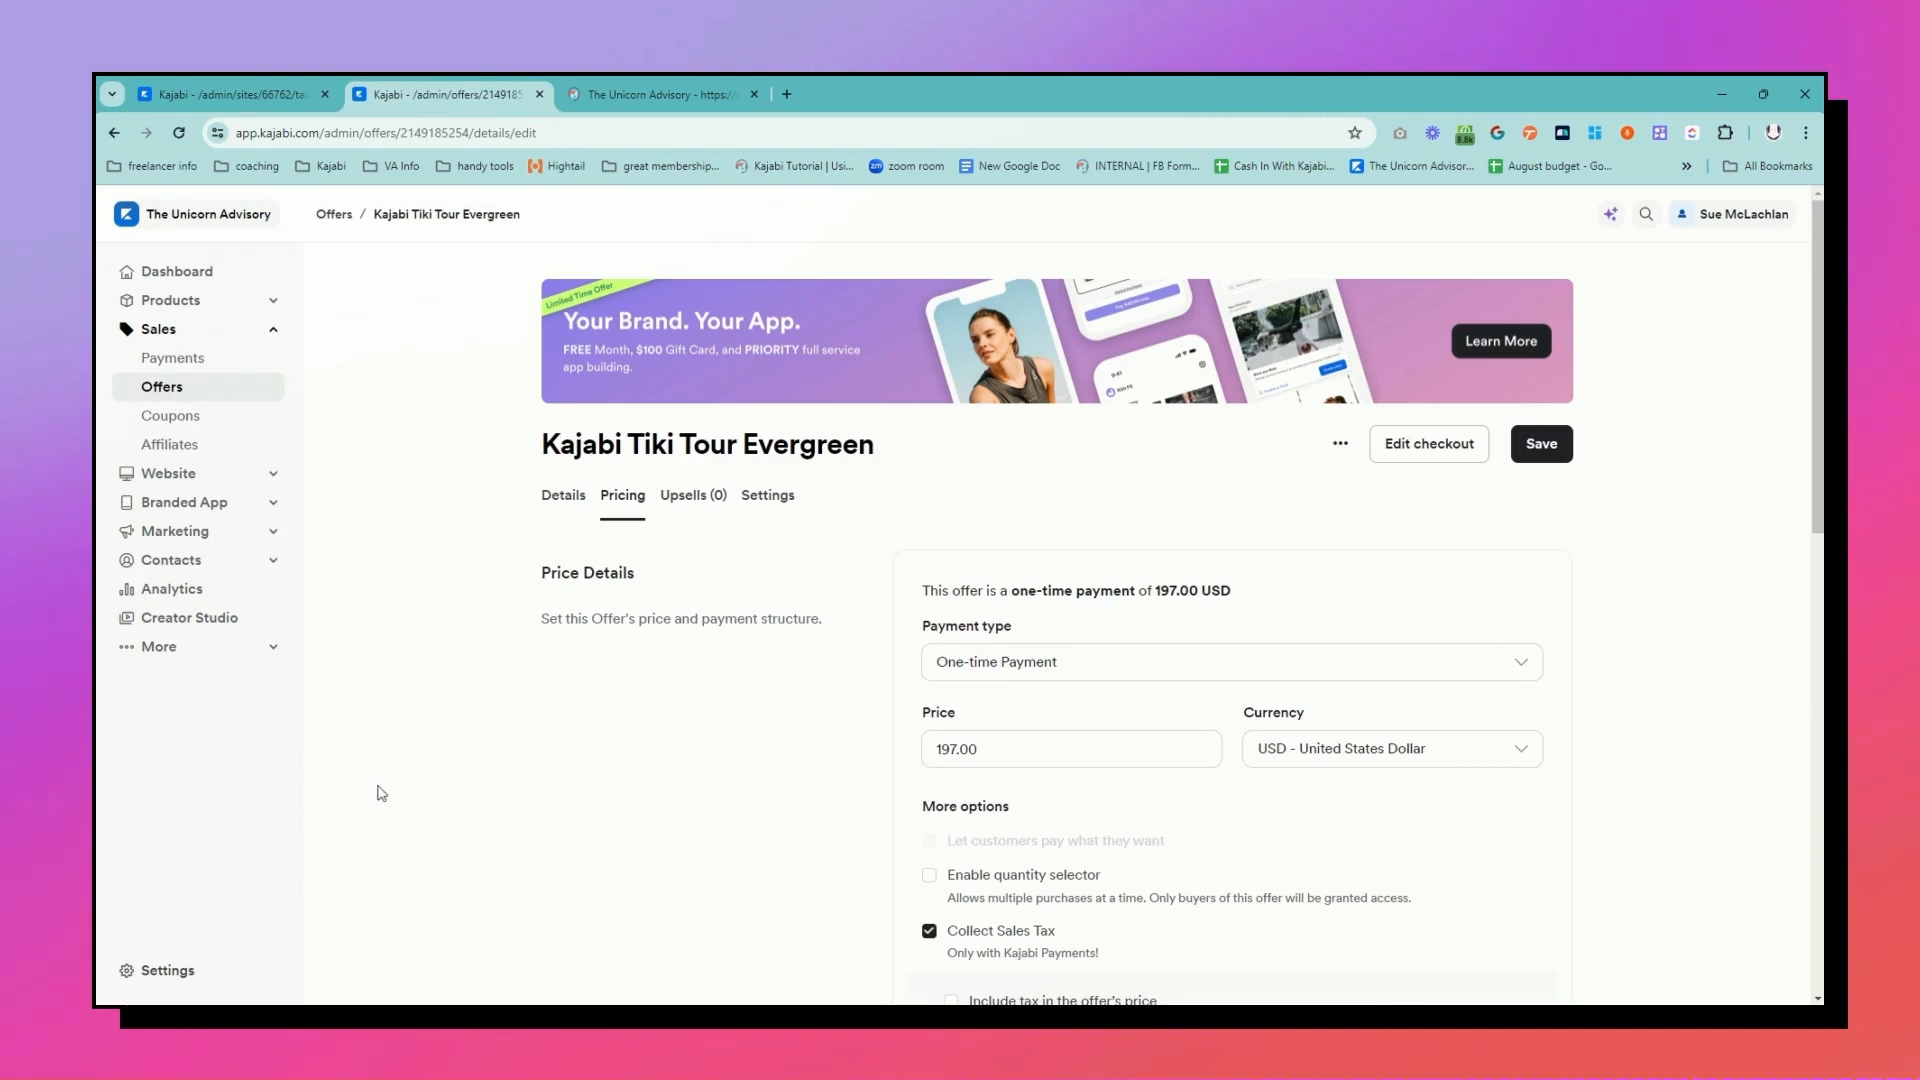 Kajabi - /admin/sites/66762/ta
Kajabi - /admin/offers/2149185
The Unicorn Advisory - https://
app.kajabi.com/admin/offers/2149185254/details/edit
8.8k
freelancer info
coaching
Kajabi
VA Info
handy tools
Hightail
great membership...
Kajabi Tutorial | Usi...
zm
zoom room
New Google Doc
INTERNAL | FB Form...
Cash In With Kajabi...
The Unicorn Advisor...
August budget - Go...
All Bookmarks
The Unicorn Advisory
Offers / Kajabi Tiki Tour Evergreen
Sue McLachlan
Dashboard
Products
Sales
Payments
Offers
Coupons
Affiliates
Website
Branded App
Marketing
Contacts
Analytics
Creator Studio
More
Settings
Limited Time Offer
Your Brand. Your App.
FREE Month, $100 Gift Card, and PRIORITY full service
app building.
9:41
Learn More
Kajabi Tiki Tour Evergreen
Edit checkout
Save
Details
Pricing
Upsells (0)
Settings
Price Details
Set this Offer's price and payment structure.
This offer is a one-time payment of 197.00 USD
Payment type
One-time Payment
Price
Currency
197.00
USD - United States Dollar
More options
Let customers pay what they want
Enable quantity selector
Allows multiple purchases at a time. Only buyers of this offer will be granted access.
Collect Sales Tax
Only with Kajabi Payments!
Include tax in the offer's price